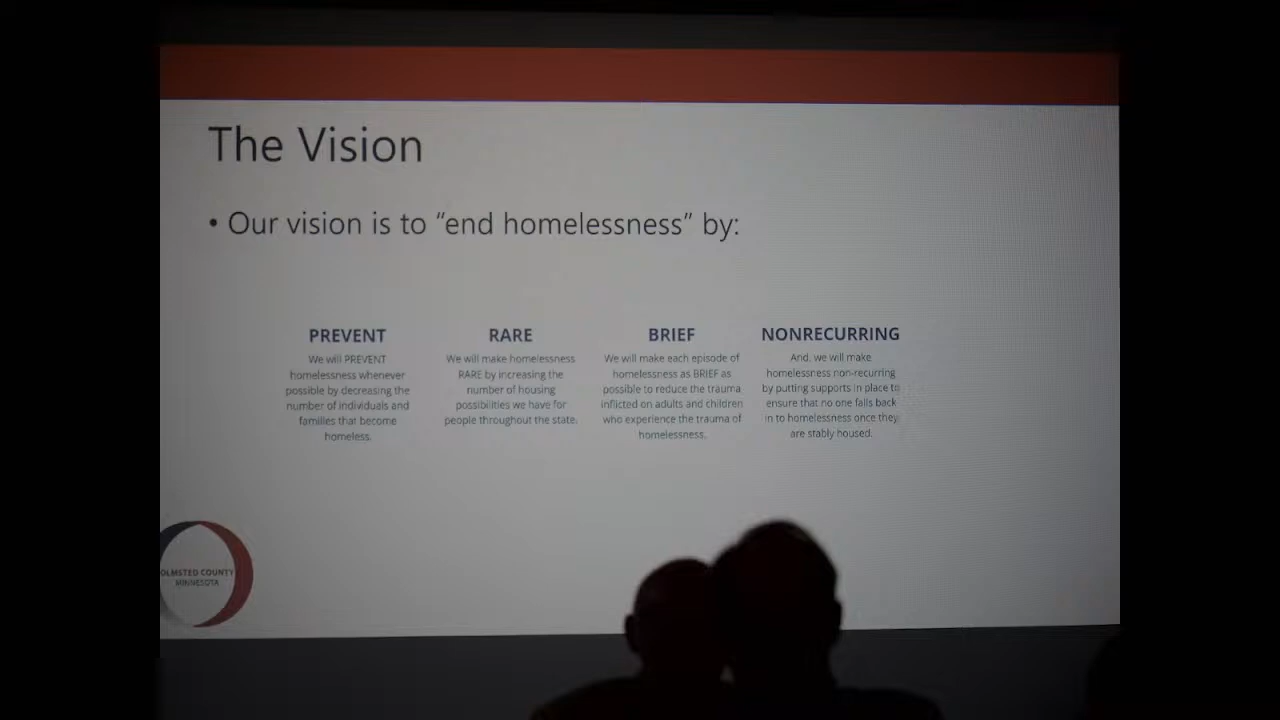 The Vision
• Our vision is to “end homelessness” by:
PREVENT
We will PREVENT
homelessness whenever
possible by decreasing the
number of individuals and
families that become
homeless.
RARE
We will make homelessness
RARE by increasing the
number of housing
possibilities we have for
people throughout the state.
BRIEF
We will make each episode of
homelessness as BRIEF as
possible to reduce the trauma
inflicted on adults and children
who experience the trauma of
homelessness.
NONRECURRING
And, we will make
homelessness non-recurring
by putting supports in place to
ensure that no one falls back
in to homelessness once they
are stably housed.
OLMSTED COUNTY
MINNESOTA